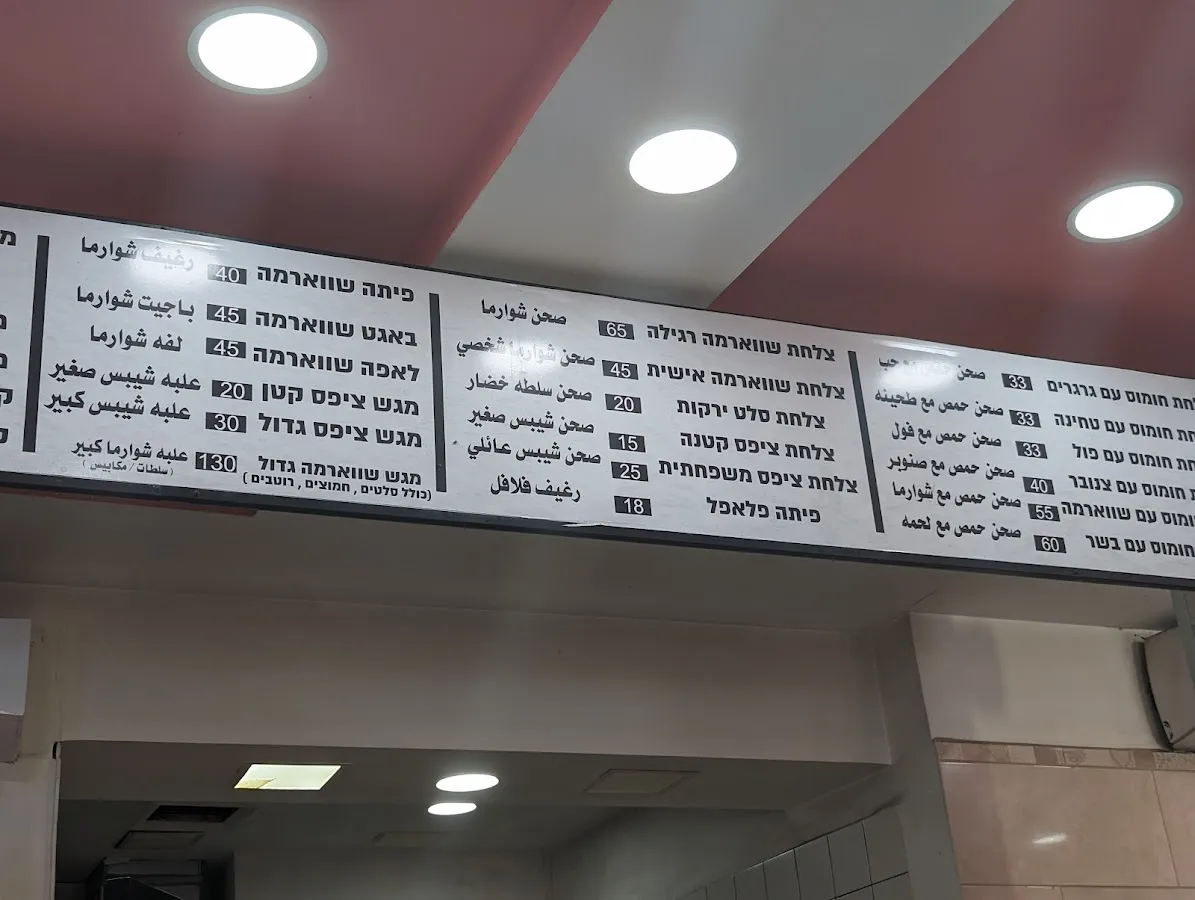 חומוס עם גרגרים 33 صحن حمص مع حب
חומוס עם טחינה 33 صحن حمص مع طحينه
חומוס עם פול 33 صحن حمص مع فول
חומוס עם צנובר 40 صحن حمص مع صنوبر
חומוס עם שווארמה 55 صحن حمص مع شوارما
חומוס עם בשר 60 صحن حمص مع لحمه
צלחת שווארמה רגילה 65 صحن شوارما
צלחת שווארמה אישית 45 صحن شوارما شخصي
צלחת סלט ירקות 20 صحن سلطه خضار
צלחת ציפס קטנה 15 صحن شيبس صغير
צלחת ציפס משפחתית 25 صحن شيبس عائلي
פיתה פלאפל 18 رغيف فلافل
פיתה שווארמה 40 رغيف شوارما
באגט שווארמה 45 باجيت شوارما
לאפה שווארמה 45 لفه شوارما
מגש ציפס קטן 20 علبه شيبس صغير
מגש ציפס גדול 30 علبه شيبس كبير
מגש שווארמה גדול 130 علبه شوارما كبير
(כולל סלטים , חמוצים , רוטבים) (سلطات / مكابيس)